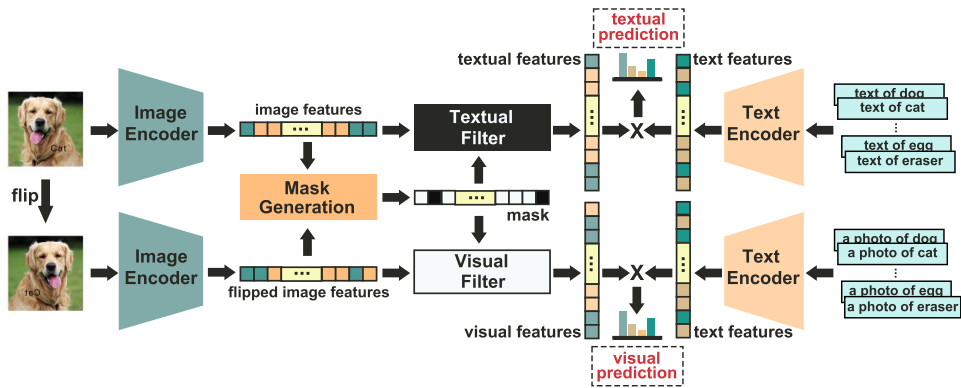 textual
prediction
textual features
text features
Image
Encoder
image features
Textual
Filter
X
Text
Encoder
text of dog
text of cat
text of egg
text of eraser
Cat
flip
Mask
Generation
mask
Image
Encoder
flipped image features
Visual
Filter
X
Text
Encoder
a photo of dog
a photo of cat
a photo of egg
a photo of eraser
Cat
visual features
text features
visual
prediction